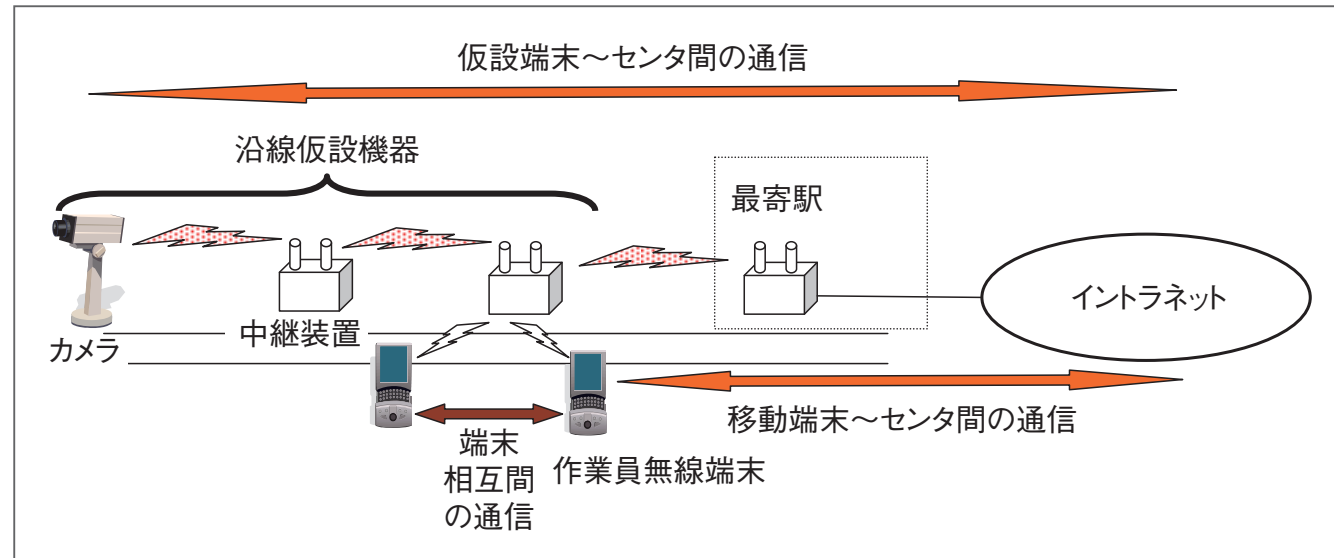 仮設端末～センタ間の通信
沿線仮設機器
最寄駅
イントラネット
中継装置
カメラ
移動端末～センタ間の通信
端末
相互間
の通信
作業員無線端末